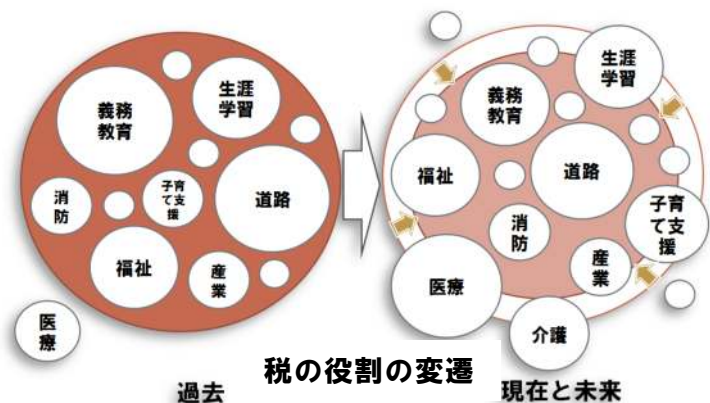 義務
教育
生涯
学習
消
防
子育
て支
援
道路
福祉
産
業
医
療
過去
義務
教育
生涯
学習
福祉
道路
消
防
子育
て支
援
産
業
医療
介護
現在と未来
税の役割の変遷